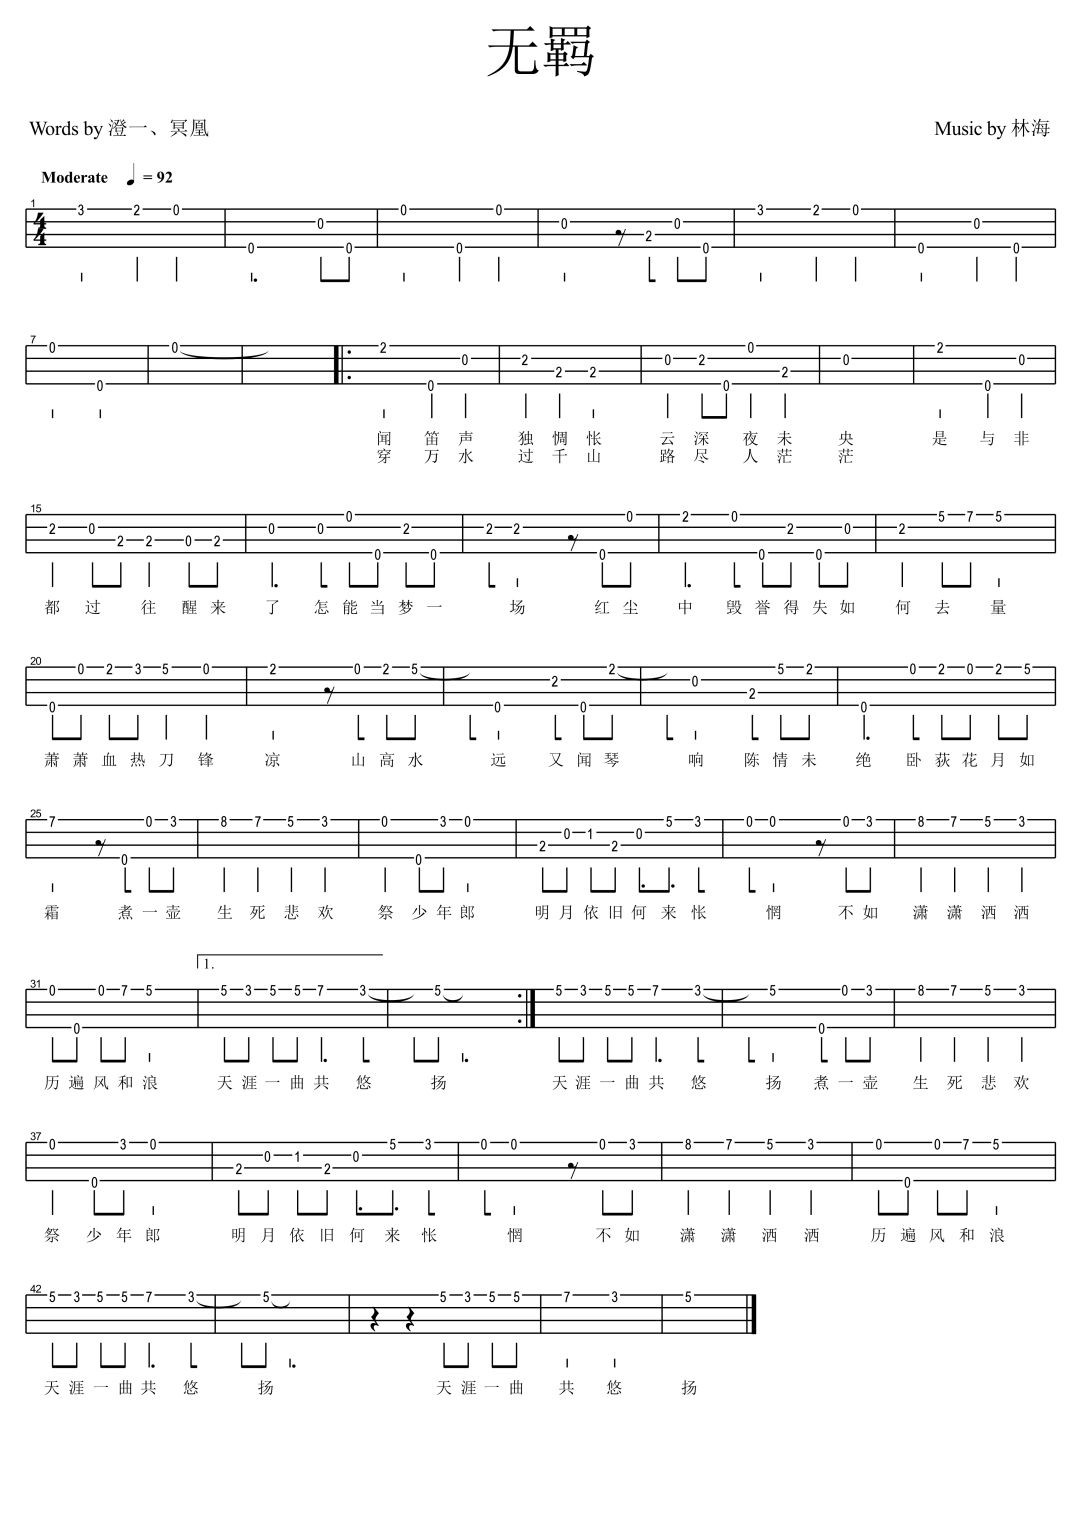 无羁
Words by 澄一、冥凰
Music by 林海
Moderate = 92
1
4
4
3 2 0 0 0 0 0 0 0 0 2 0 0 3 2 0 0 0 0
7
0 0 0 2 0 0 2 2 2 0 2 0 0 2 0 2 0 0
闻 笛 声 独 惆 怅 云 深 夜 未 央 是 与 非
穿 万 水 过 千 山 路 尽 人 茫 茫
15
2 0 2 2 0 2 0 0 0 0 2 0 2 2 0 0 2 0 0 2 0 0 2 5 7 5
都 过 往 醒 来 了 怎 能 当 梦 一 场 红 尘 中 毁 誉 得 失 如 何 去 量
20
0 0 2 3 5 0 2 0 2 5 0 2 0 2 0 2 5 2 0 0 2 0 2 5
萧 萧 血 热 刀 锋 凉 山 高 水 远 又 闻 琴 响 陈 情 未 绝 卧 荻 花 月 如
25
7 0 0 3 8 7 5 3 0 0 3 0 2 0 1 2 0 5 3 0 0 0 3 8 7 5 3
霜 煮 一 壶 生 死 悲 欢 祭 少 年 郎 明 月 依 旧 何 来 怅 惘 不 如 潇 潇 洒 洒
31
1.
0 0 0 7 5 5 3 5 5 7 3 5 5 3 5 5 7 3 5 0 0 3 8 7 5 3
历 遍 风 和 浪 天 涯 一 曲 共 悠 扬 天 涯 一 曲 共 悠 扬 煮 一 壶 生 死 悲 欢
37
0 0 3 0 2 0 1 2 0 5 3 0 0 0 3 8 7 5 3 0 0 0 7 5
祭 少 年 郎 明 月 依 旧 何 来 怅 惘 不 如 潇 潇 洒 洒 历 遍 风 和 浪
42
5 3 5 5 7 3 5 5 3 5 5 7 3 5
天 涯 一 曲 共 悠 扬 天 涯 一 曲 共 悠 扬